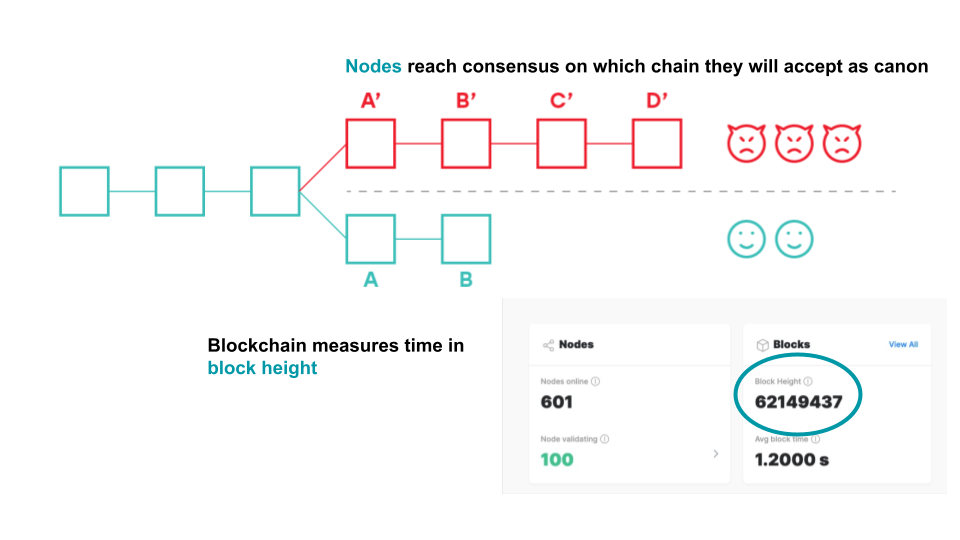 Nodes reach consensus on which chain they will accept as canon
A’ B’ C’ D’
A B
Blockchain measures time in
block height
Nodes
Nodes online
601
Node validating
100
Blocks
View All
Block Height
62149437
Avg block time
1.2000 s